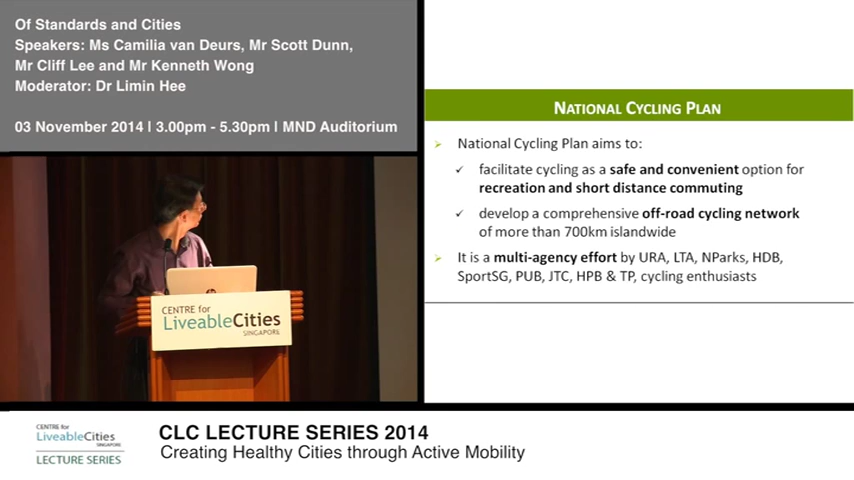 Of Standards and Cities
Speakers: Ms Camilia van Deurs, Mr Scott Dunn,
Mr Cliff Lee and Mr Kenneth Wong
Moderator: Dr Limin Hee
03 November 2014 | 3.00pm - 5.30pm | MND Auditorium
NATIONAL CYCLING PLAN
National Cycling Plan aims to:
facilitate cycling as a safe and convenient option for
recreation and short distance commuting
develop a comprehensive off-road cycling network
of more than 700km islandwide
It is a multi-agency effort by URA, LTA, NParks, HDB,
SportSG, PUB, JTC, HPB & TP, cycling enthusiasts
CENTRE for
LiveableCities
SINGAPORE
CENTRE for
LiveableCities
SINGAPORE
LECTURE SERIES
CLC LECTURE SERIES 2014
Creating Healthy Cities through Active Mobility